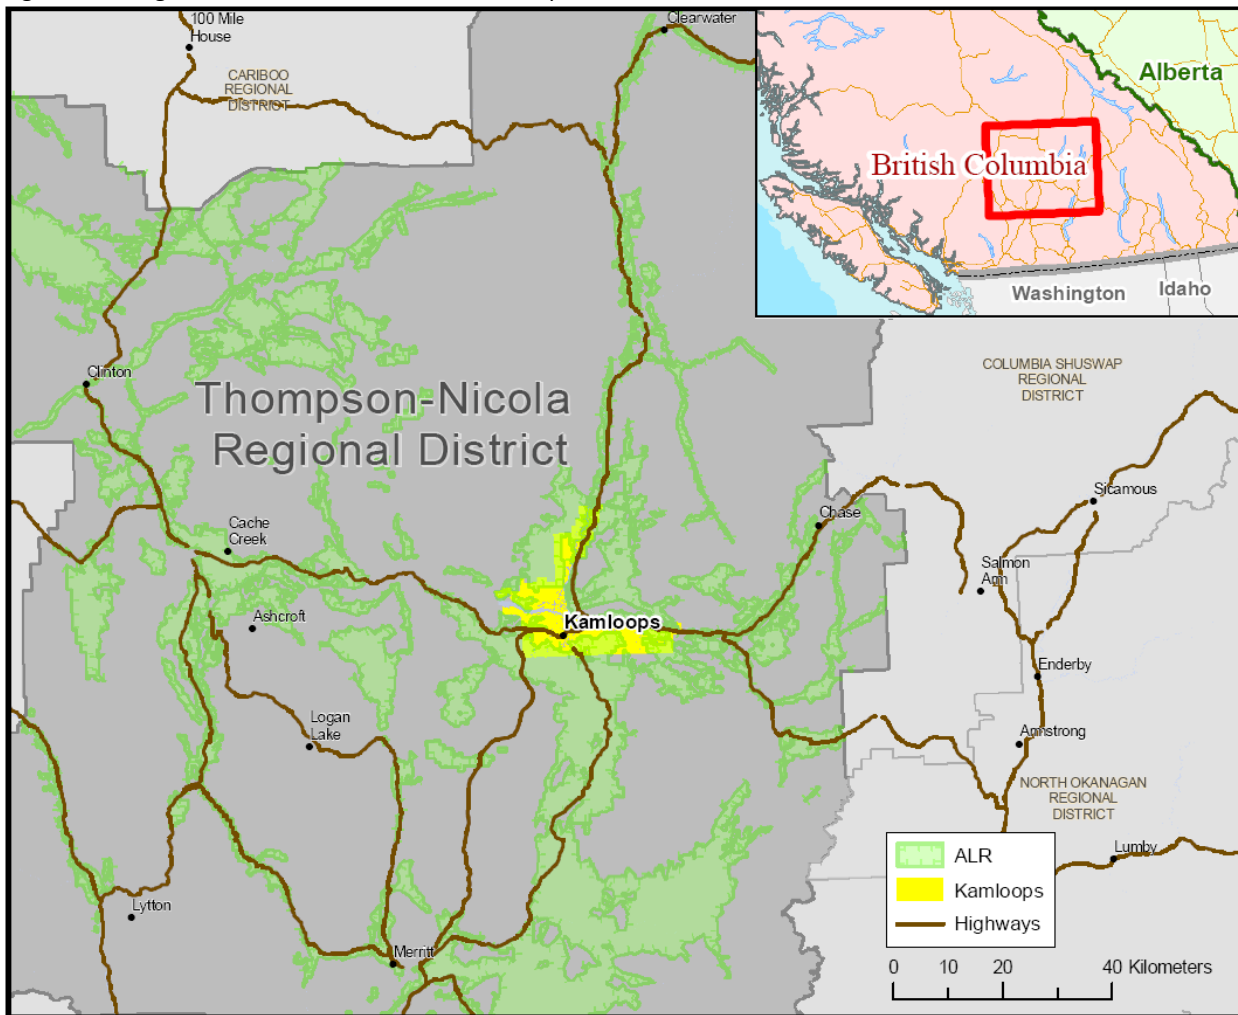 100 Mile
House
Clearwater
CARIBOO
REGIONAL
DISTRICT
Alberta
British Columbia
Washington
Idaho
Clinton
Thompson-Nicola
Regional District
COLUMBIA SHUSWAP
REGIONAL
DISTRICT
Sicamous
Chase
Cache
Creek
Salmon
Arm
Ashcroft
Kamloops
Enderby
Logan
Lake
Armstrong
NORTH OKANAGAN
REGIONAL
DISTRICT
Lumby
Lytton
Merritt
ALR
Kamloops
Highways
0 10 20 40 Kilometers